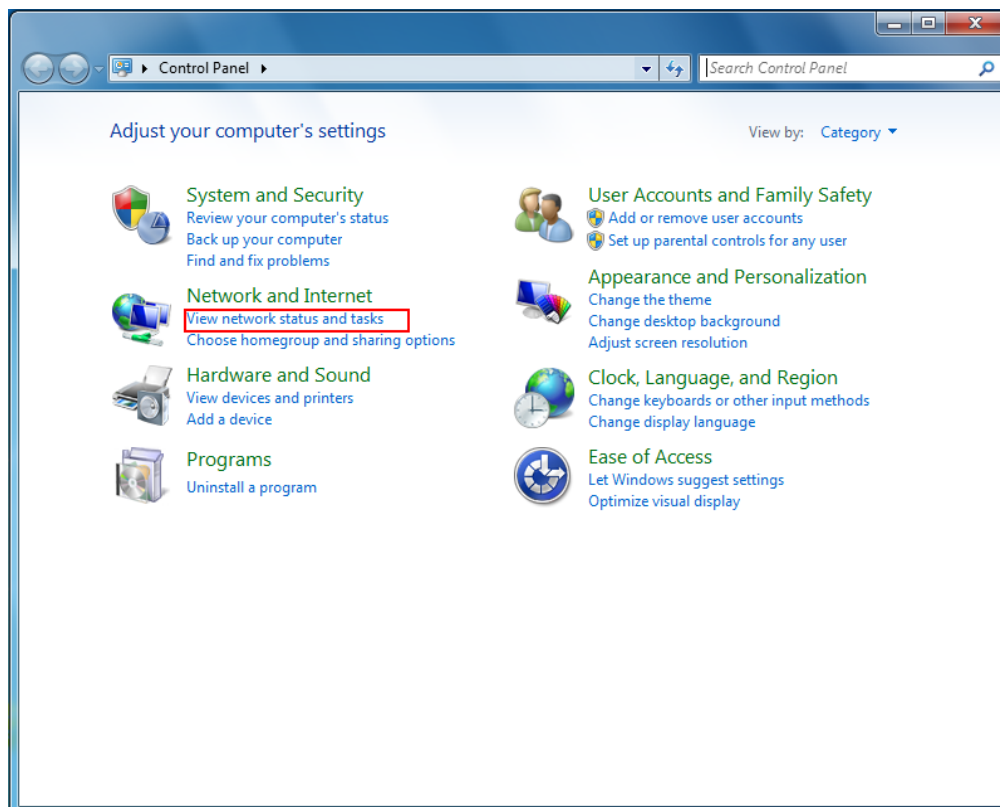 Control Panel
Search Control Panel
Adjust your computer's settings
View by: Category
System and Security
Review your computer's status
Back up your computer
Find and fix problems
Network and Internet
View network status and tasks
Choose homegroup and sharing options
Hardware and Sound
View devices and printers
Add a device
Programs
Uninstall a program
User Accounts and Family Safety
Add or remove user accounts
Set up parental controls for any user
Appearance and Personalization
Change the theme
Change desktop background
Adjust screen resolution
Clock, Language, and Region
Change keyboards or other input methods
Change display language
Ease of Access
Let Windows suggest settings
Optimize visual display